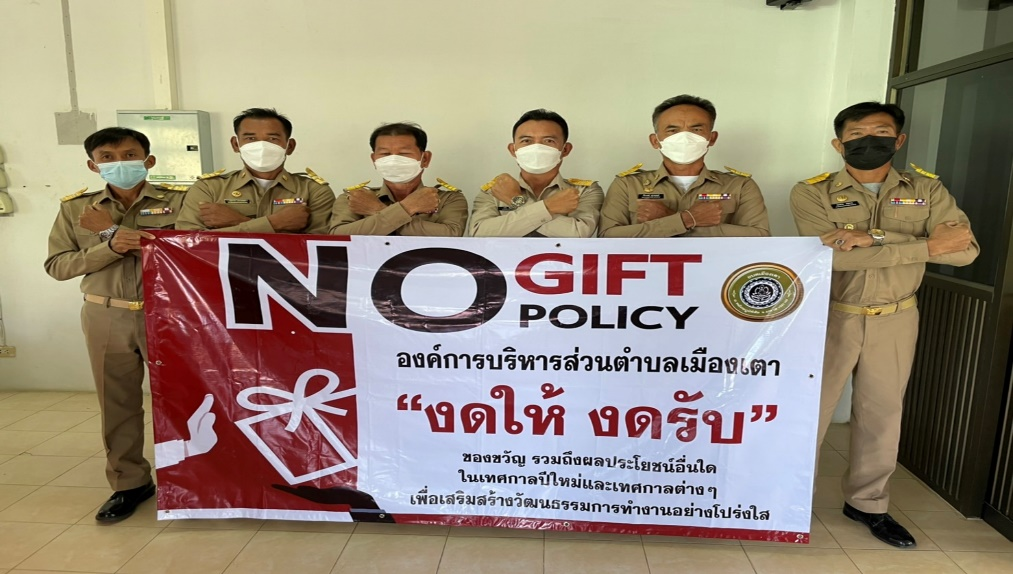 NO GIFT
POLICY
องค์การบริหารส่วนตำบลเมืองเตา
“งดให้ งดรับ”
ของขวัญ รวมถึงผลประโยชน์อื่นใด
ในเทศกาลปีใหม่และเทศกาลต่างๆ
เพื่อเสริมสร้างวัฒนธรรมการทำงานอย่างโปร่งใส